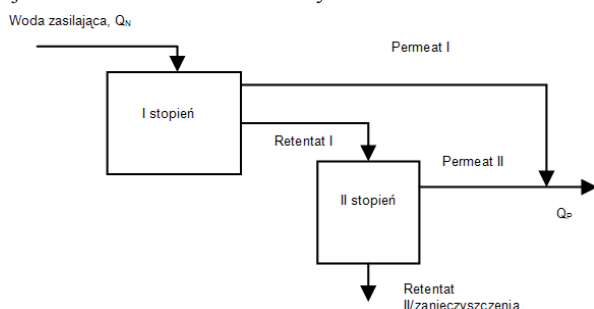 Woda zasilająca, QN
Permeat I
I stopień
Retentat I
Permeat II
II stopień
QP
Retentat
II/zanieczyszczenia